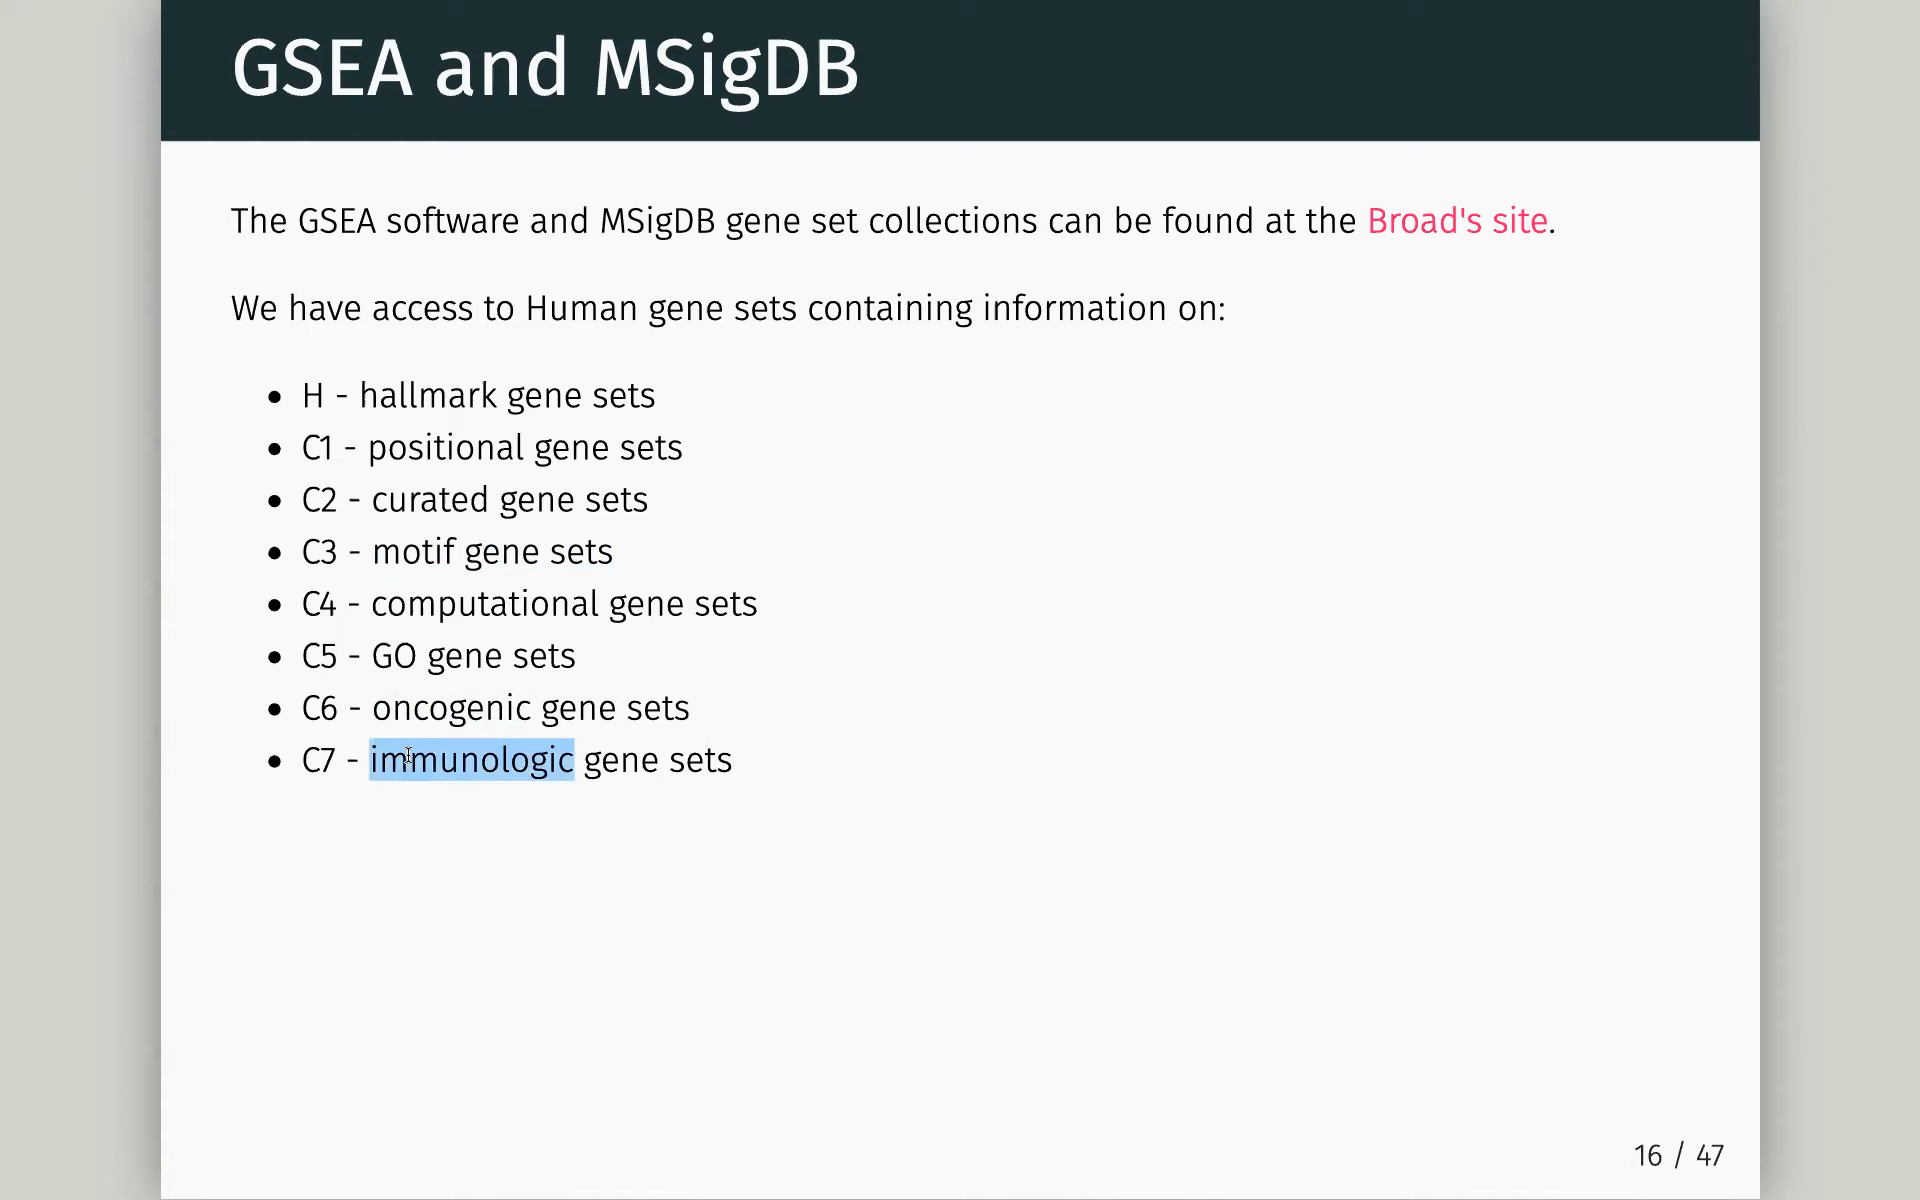 GSEA and MSigDB
The GSEA software and MSigDB gene set collections can be found at the Broad's site.
We have access to Human gene sets containing information on:
• H - hallmark gene sets
• C1 - positional gene sets
• C2 - curated gene sets
• C3 - motif gene sets
• C4 - computational gene sets
• C5 - GO gene sets
• C6 - oncogenic gene sets
• C7 - immunologic gene sets
16 / 47